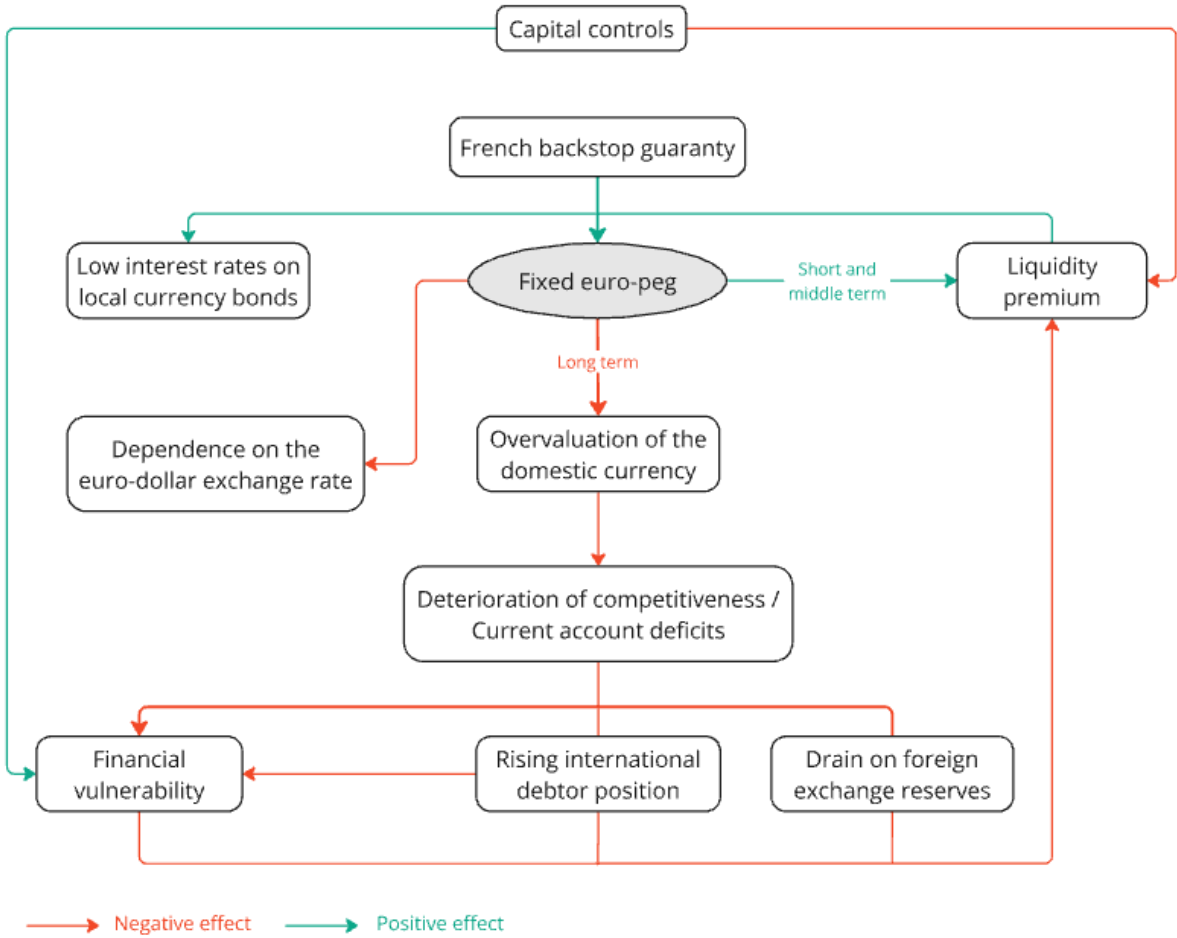 Capital controls
French backstop guaranty
Low interest rates on
local currency bonds
Fixed euro-peg
Short and
middle term
Liquidity
premium
Long term
Dependence on the
euro-dollar exchange rate
Overvaluation of the
domestic currency
Deterioration of competitiveness /
Current account deficits
Financial
vulnerability
Rising international
debtor position
Drain on foreign
exchange reserves
Negative effect
Positive effect